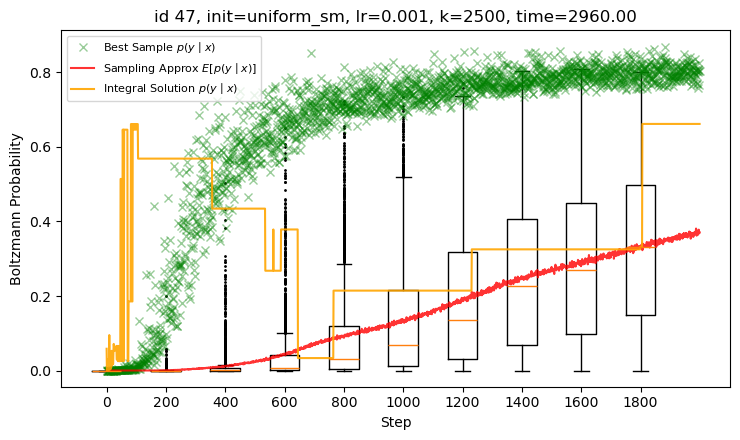 id 47, init=uniform_sm, lr=0.001, k=2500, time=2960.00
Best Sample p(y | x)
Sampling Approx E[p(y | x)]
Integral Solution p(y | x)
Boltzmann Probability
0.8
0.6
0.4
0.2
0.0
0 200 400 600 800 1000 1200 1400 1600 1800
Step